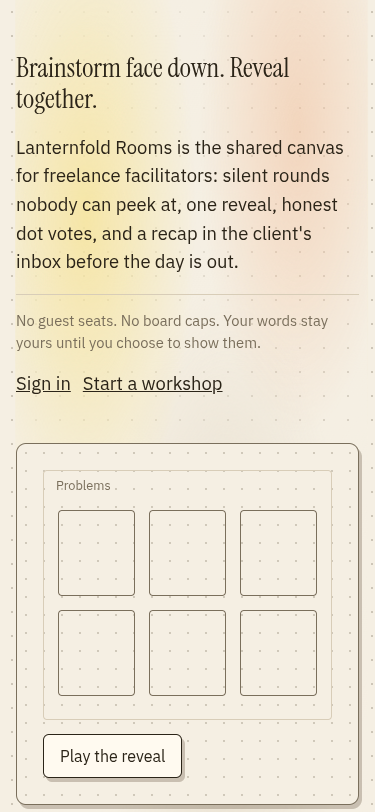 Brainstorm face down. Reveal
together.
Lanternfold Rooms is the shared canvas
for freelance facilitators: silent rounds
nobody can peek at, one reveal, honest
dot votes, and a recap in the client's
inbox before the day is out.
No guest seats. No board caps. Your words stay
yours until you choose to show them.
Sign in Start a workshop
Problems
Play the reveal